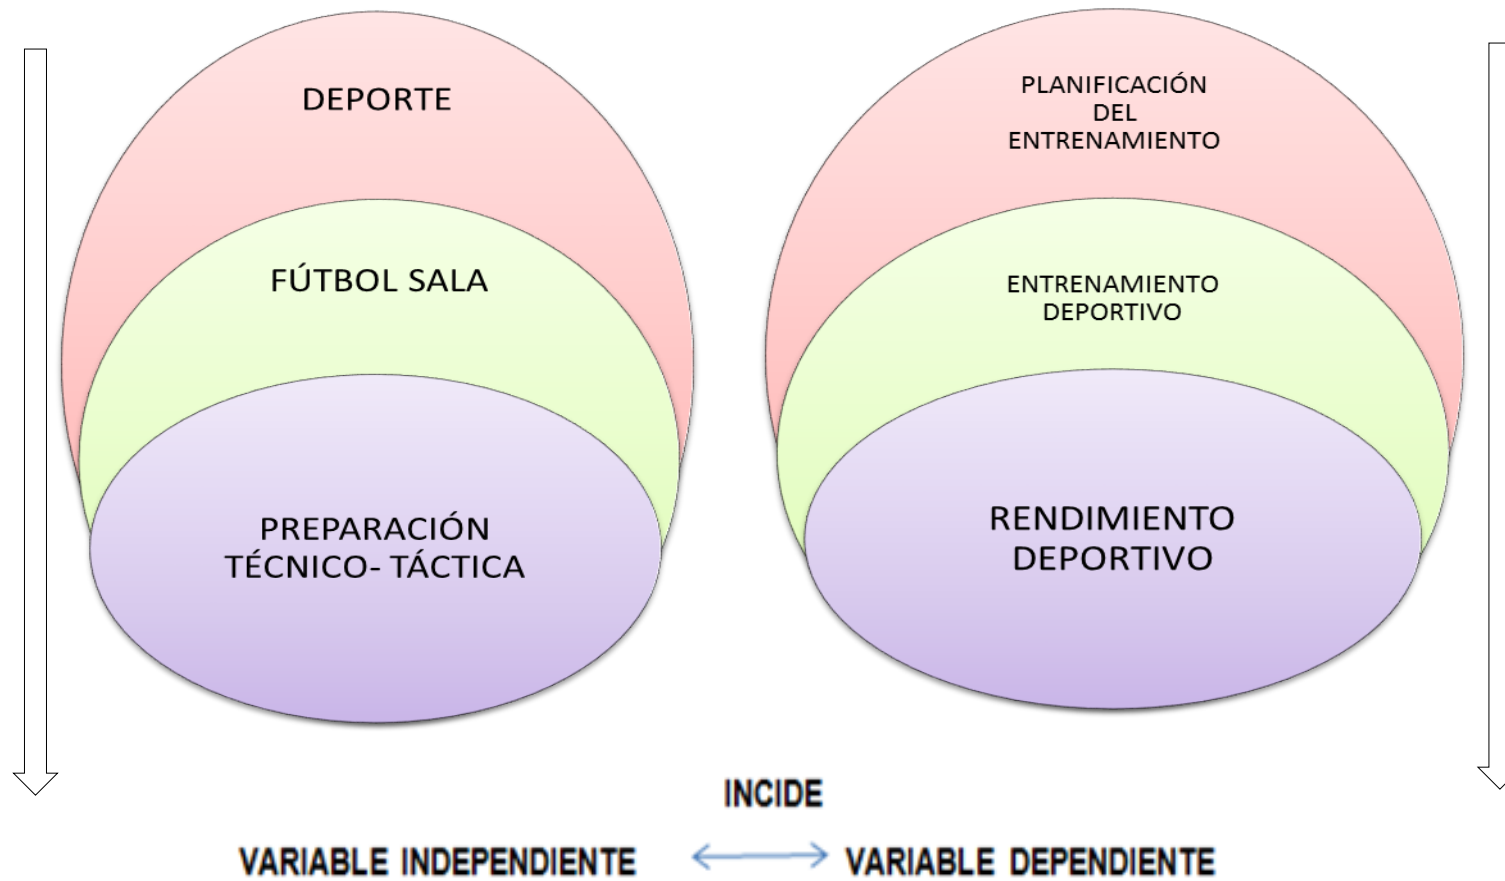 DEPORTE
FÚTBOL SALA
PREPARACIÓN
TÉCNICO- TÁCTICA
PLANIFICACIÓN
DEL
ENTRENAMIENTO
ENTRENAMIENTO
DEPORTIVO
RENDIMIENTO
DEPORTIVO
INCIDE
VARIABLE INDEPENDIENTE
VARIABLE DEPENDIENTE